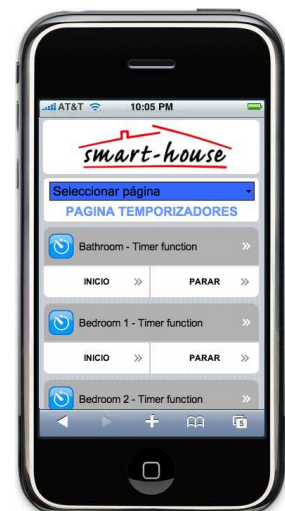 AT&T 10:05 PM
smart-house
Seleccionar página
PAGINA TEMPORIZADORES
Bathroom - Timer function »
INICIO » PARAR »
Bedroom 1 - Timer function »
INICIO » PARAR »
Bedroom 2 - Timer function »
5